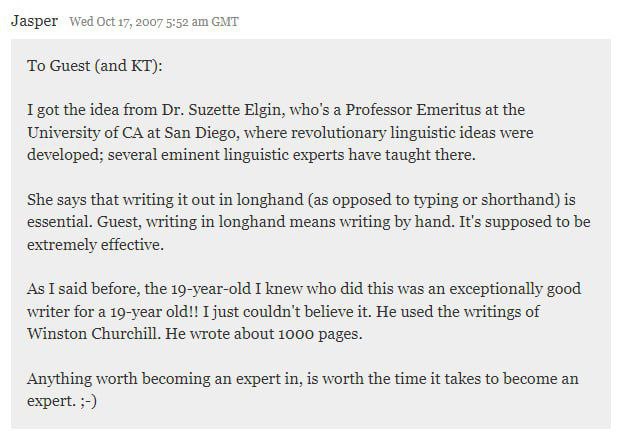 Jasper Wed Oct 17, 2007 5:52 am GMT
To Guest (and KT):
I got the idea from Dr. Suzette Elgin, who's a Professor Emeritus at the
University of CA at San Diego, where revolutionary linguistic ideas were
developed; several eminent linguistic experts have taught there.
She says that writing it out in longhand (as opposed to typing or shorthand) is
essential. Guest, writing in longhand means writing by hand. It's supposed to be
extremely effective.
As I said before, the 19-year-old I knew who did this was an exceptionally good
writer for a 19-year old!! I just couldn't believe it. He used the writings of
Winston Churchill. He wrote about 1000 pages.
Anything worth becoming an expert in, is worth the time it takes to become an
expert. ;-)